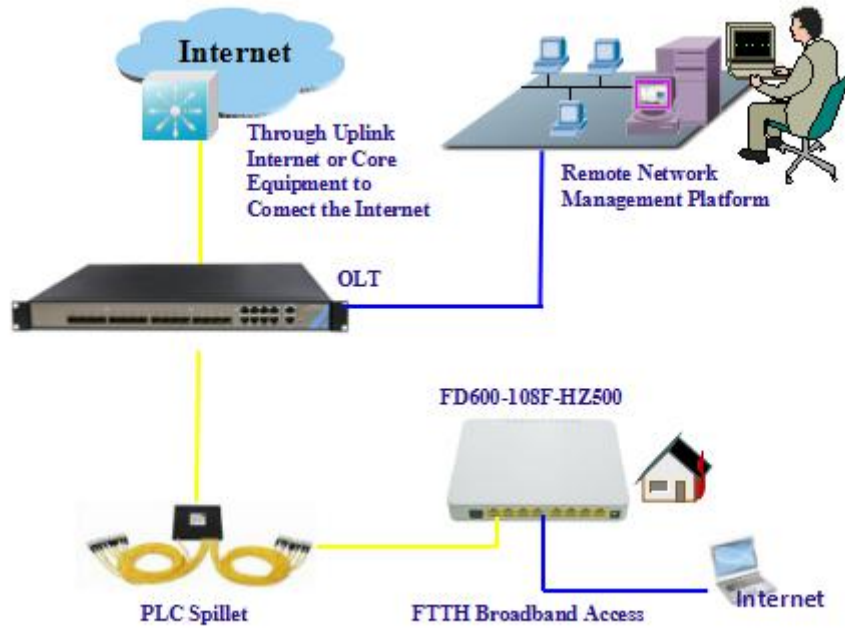 Internet
Through Uplink
Internet or Core
Equipment to
Comect the Internet
Remote Network
Management Platform
OLT
FD600-108F-HZ500
PLC Spillet
FTTH Broadband Access
Internet